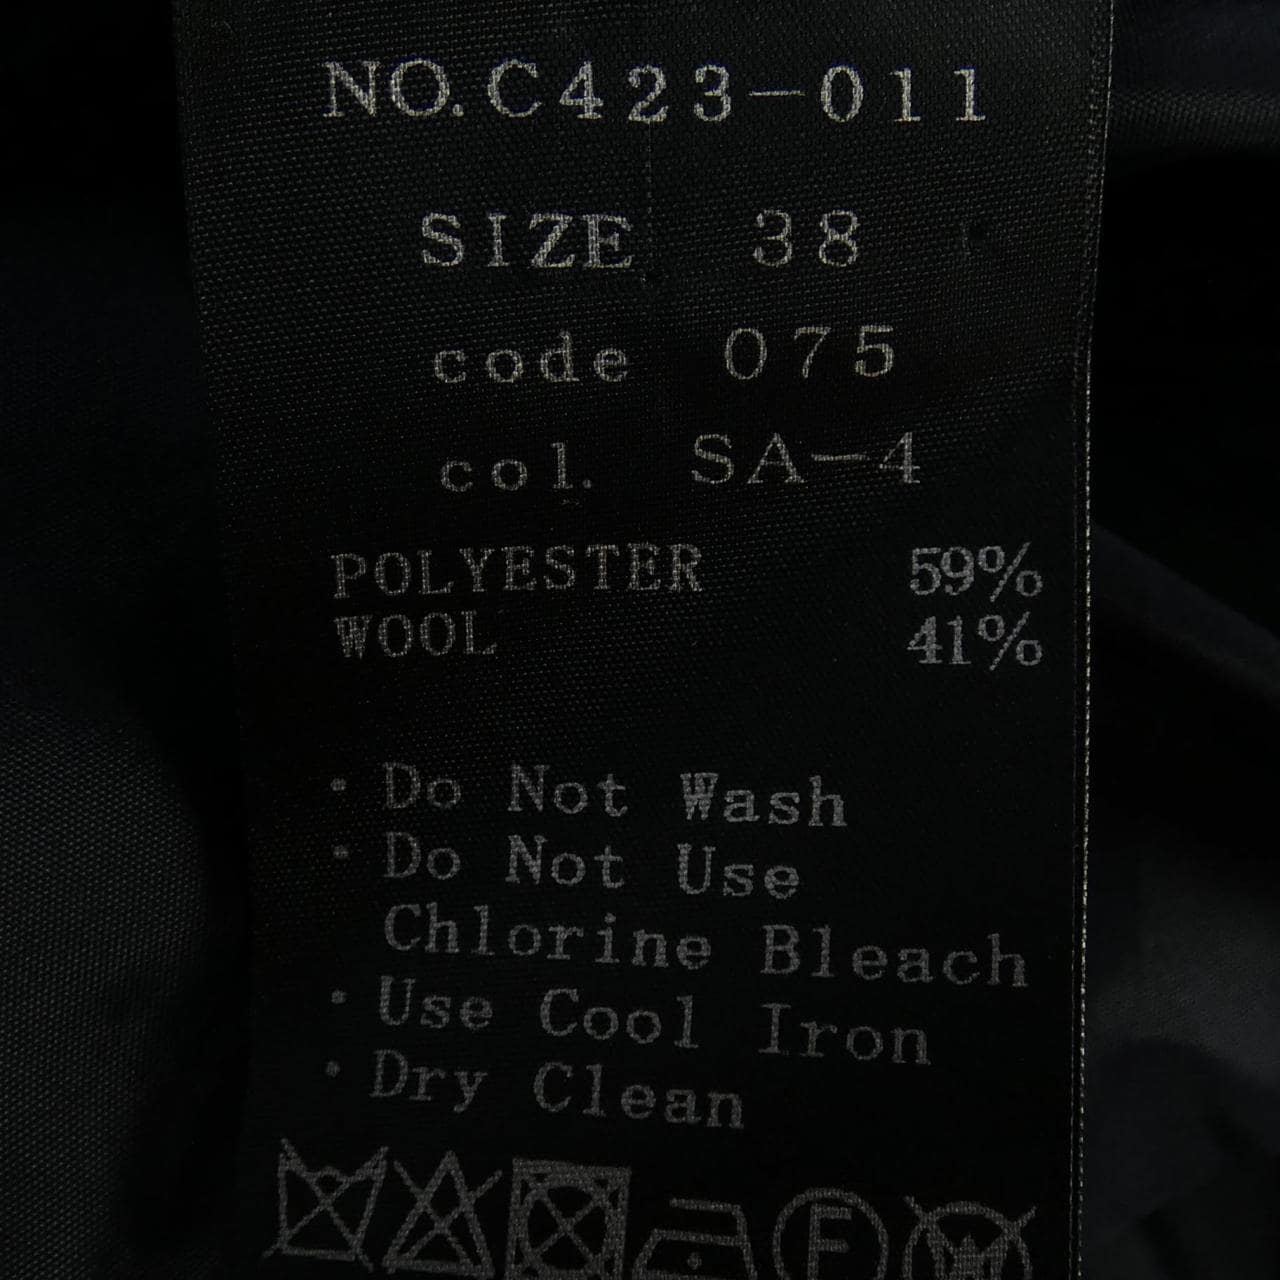 NO.C423-011
SIZE 38
code 075
col. SA-4
POLYESTER 59%
WOOL 41%
・Do Not Wash
・Do Not Use
Chlorine Bleach
・Use Cool Iron
・Dry Clean
F W